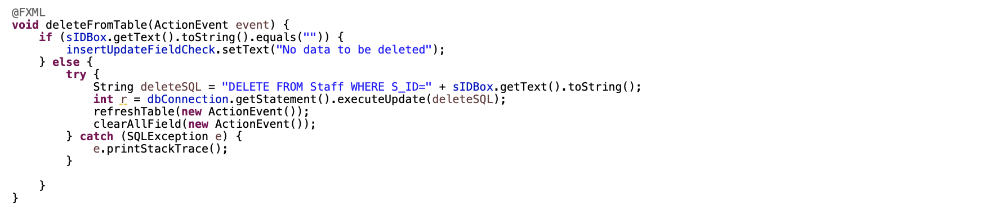 @FXML
void deleteFromTable(ActionEvent event) {
    if (sIDBox.getText().toString().equals("")) {
        insertUpdateFieldCheck.setText("No data to be deleted");
    } else {
        try {
            String deleteSQL = "DELETE FROM Staff WHERE S_ID=" + sIDBox.getText().toString();
            int r = dbConnection.getStatement().executeUpdate(deleteSQL);
            refreshTable(new ActionEvent());
            clearAllField(new ActionEvent());
        } catch (SQLException e) {
            e.printStackTrace();
        }

    }
}